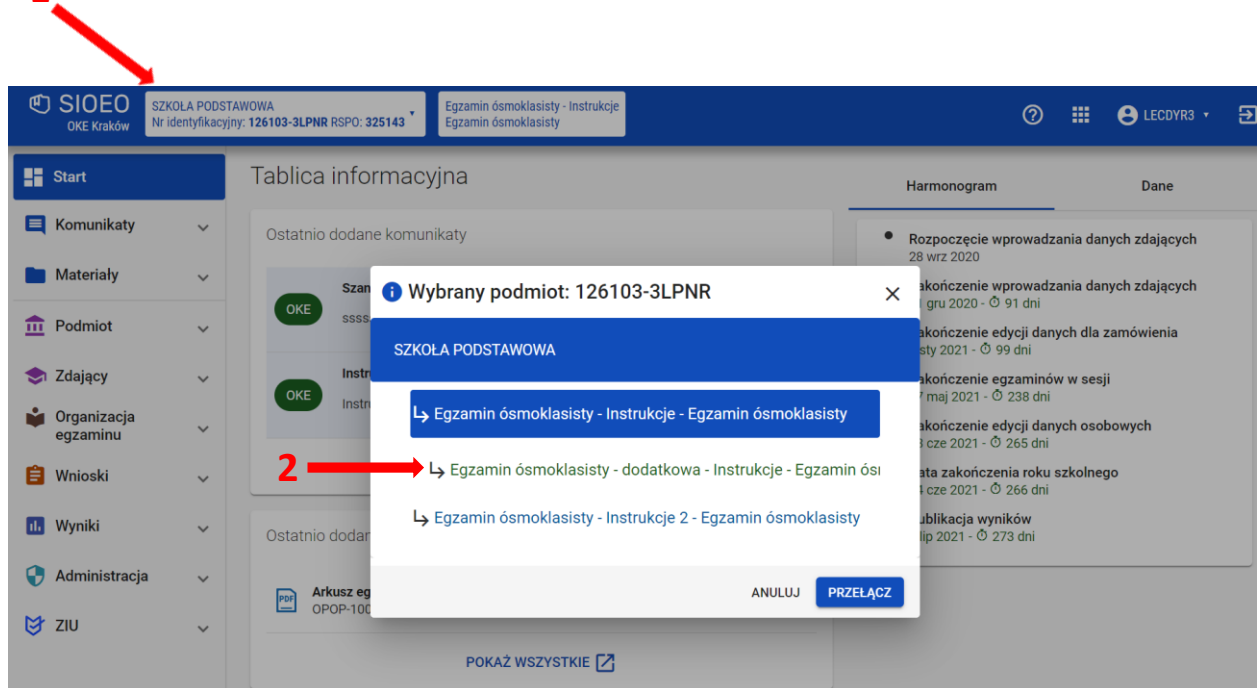 SIOEO
OKE Kraków
SZKOŁA PODSTAWOWA
Nr identyfikacyjny: 126103-3LPNR RSPO: 325143
Egzamin ósmoklasisty - Instrukcje
Egzamin ósmoklasisty
LECDYR3
Start
Komunikaty
Materiały
Podmiot
Zdający
Organizacja
egzaminu
Wnioski
Wyniki
Administracja
ZIU
Tablica informacyjna
Ostatnio dodane komunikaty
OKE
Szan
ssss
OKE
Instr
Instru
Ostatnio dodan
PDF
Arkusz eg
OPOP-100
POKAŻ WSZYSTKIE
Wybrany podmiot: 126103-3LPNR
SZKOŁA PODSTAWOWA
Egzamin ósmoklasisty - Instrukcje - Egzamin ósmoklasisty
2
Egzamin ósmoklasisty - dodatkowa - Instrukcje - Egzamin ósm
Egzamin ósmoklasisty - Instrukcje 2 - Egzamin ósmoklasisty
ANULUJ
PRZEŁĄCZ
Harmonogram
Dane
Rozpoczęcie wprowadzania danych zdających
28 wrz 2020
akończenie wprowadzania danych zdających
gru 2020 - 91 dni
akończenie edycji danych dla zamówienia
sty 2021 - 99 dni
akończenie egzaminów w sesji
7 maj 2021 - 238 dni
akończenie edycji danych osobowych
cze 2021 - 265 dni
ata zakończenia roku szkolnego
cze 2021 - 266 dni
ublikacja wyników
lip 2021 - 273 dni